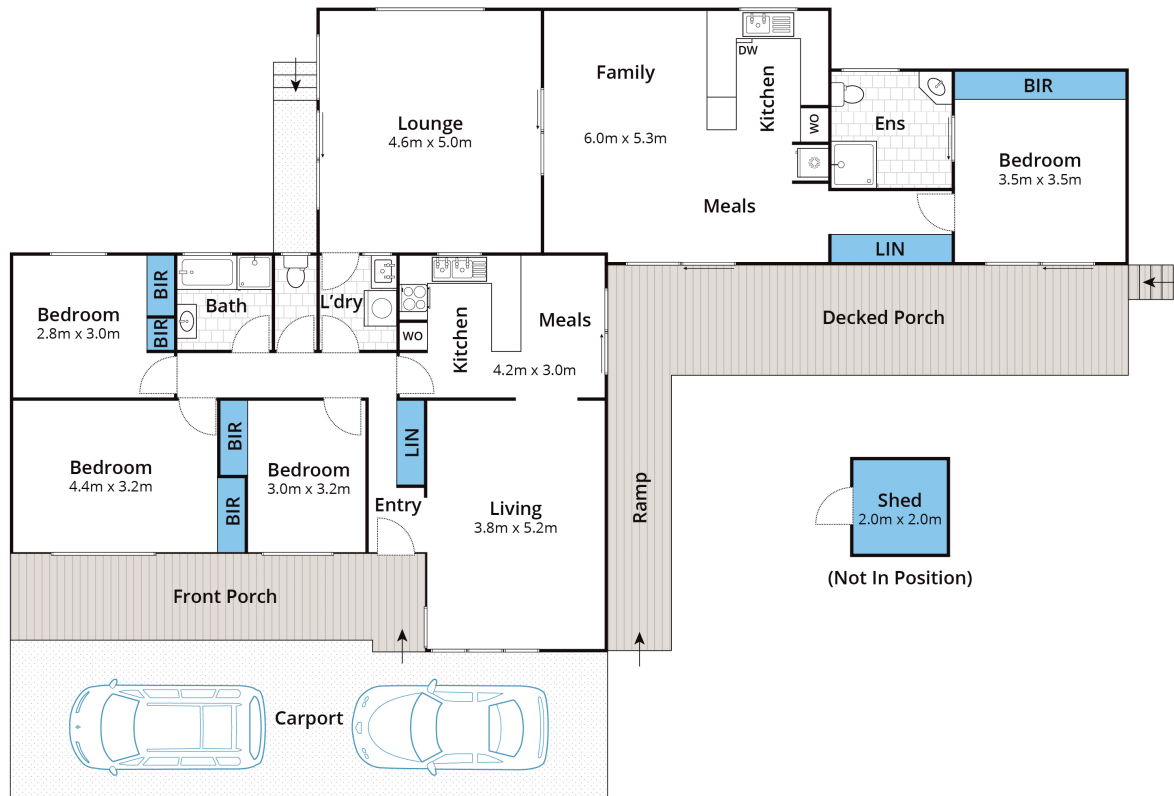 DW
Family
6.0m x 5.3m
Kitchen
WO
Lounge
4.6m x 5.0m
Ens
BIR
Bedroom
3.5m x 3.5m
Meals
LIN
BIR
BIR
Bedroom
2.8m x 3.0m
Bath
L'dry
WO
Kitchen
Meals
4.2m x 3.0m
Decked Porch
Bedroom
4.4m x 3.2m
BIR
BIR
Bedroom
3.0m x 3.2m
LIN
Entry
Living
3.8m x 5.2m
Ramp
Shed
2.0m x 2.0m
(Not In Position)
Front Porch
Carport